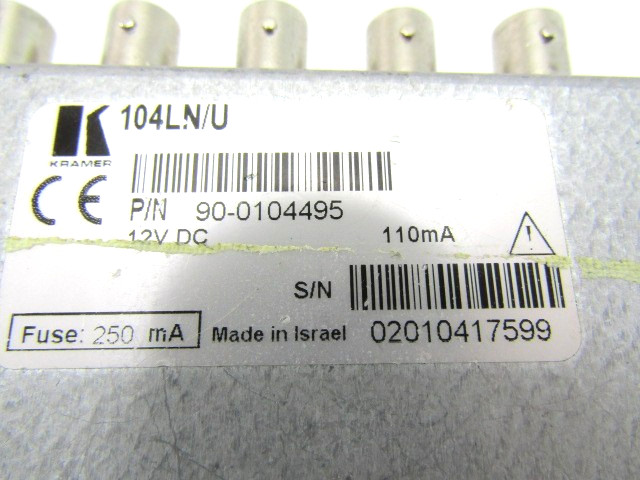 104LN/U
KRAMER
CE
P/N 90-0104495
12V DC 110mA
S/N
Fuse: 250 mA Made in Israel 02010417599